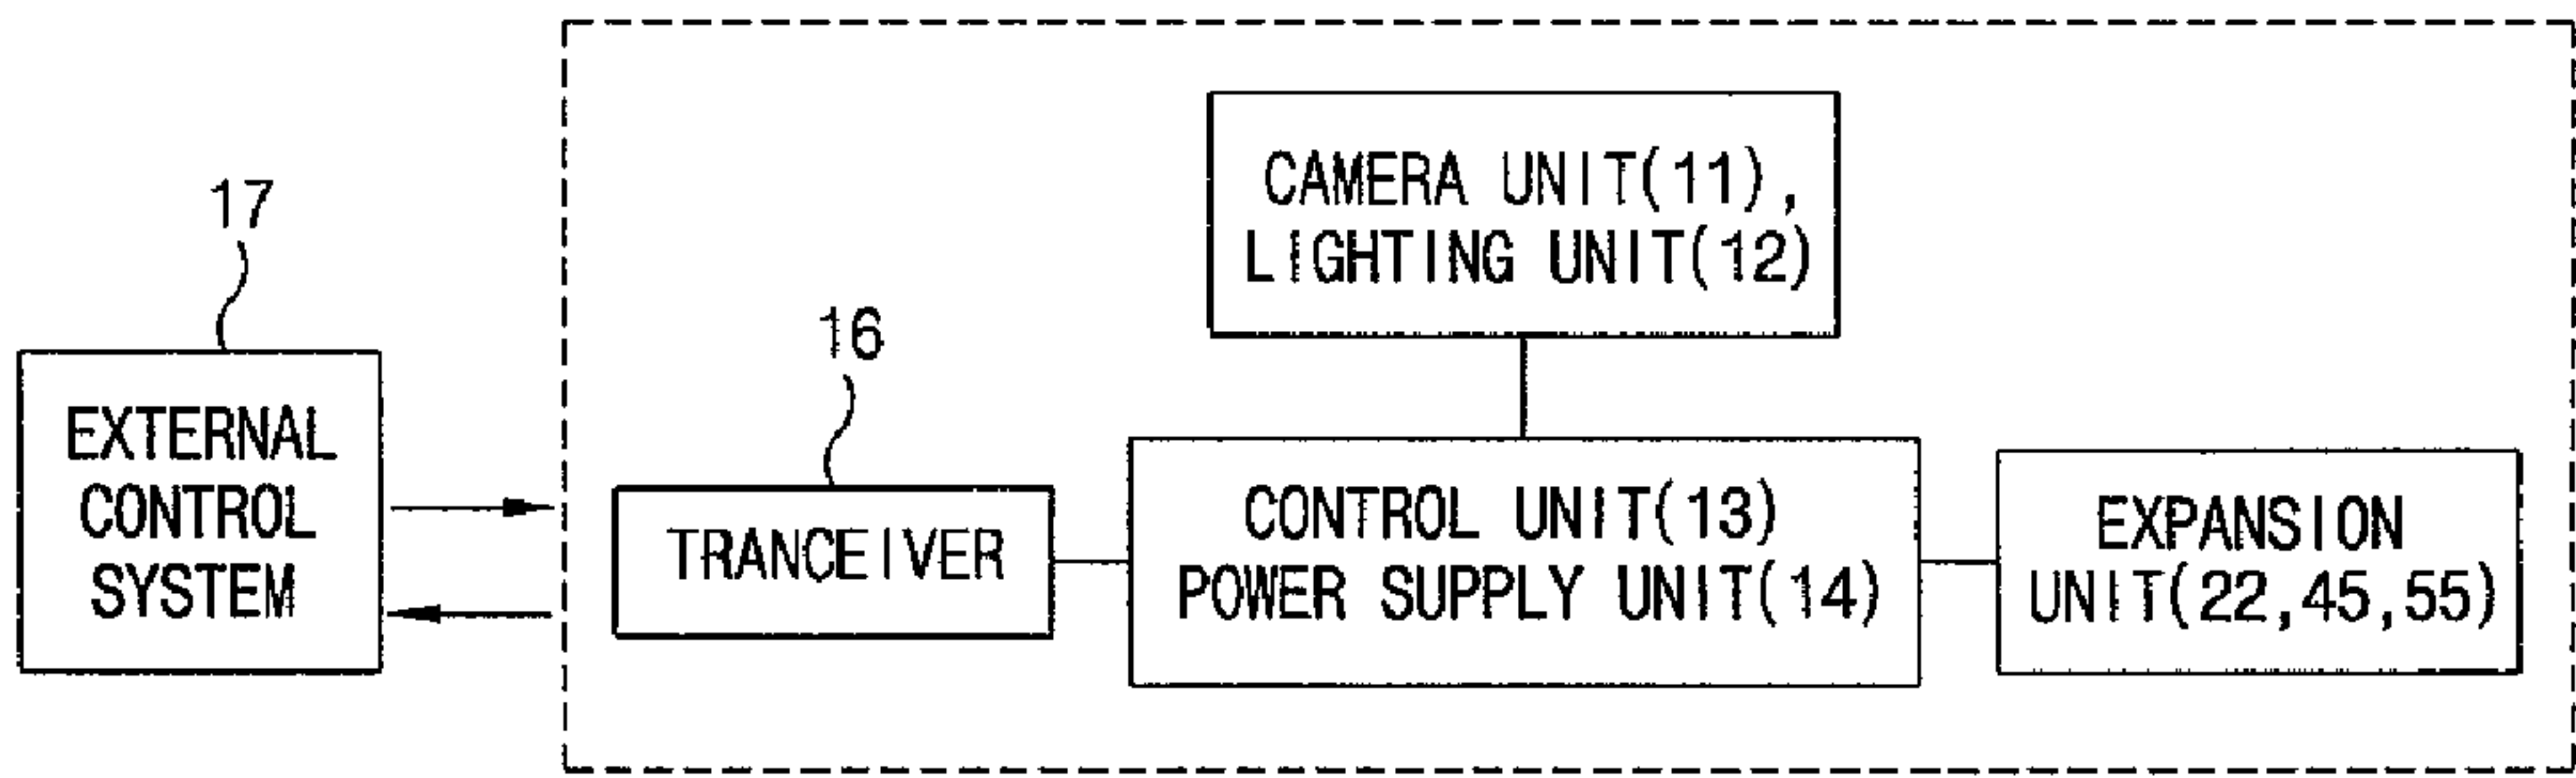 17
EXTERNAL
CONTROL
SYSTEM
16
TRANCEIVER
CAMERA UNIT(11),
LIGHTING UNIT(12)
CONTROL UNIT(13)
POWER SUPPLY UNIT(14)
EXPANSION
UNIT(22,45,55)